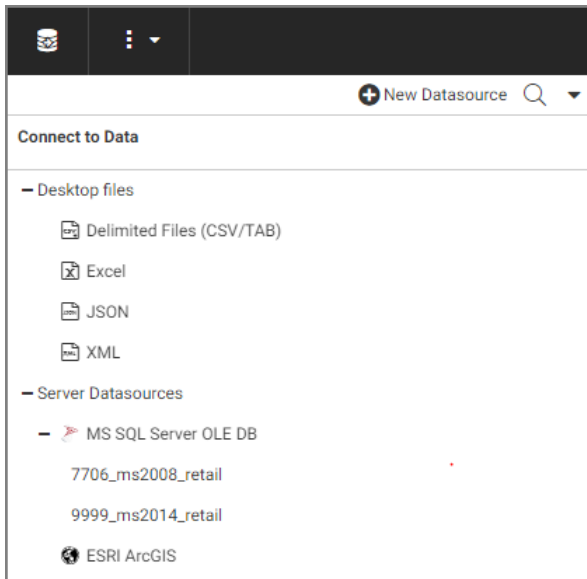 New Datasource
Connect to Data
Desktop files
Delimited Files (CSV/TAB)
Excel
JSON
XML
Server Datasources
MS SQL Server OLE DB
7706_ms2008_retail
9999_ms2014_retail
ESRI ArcGIS